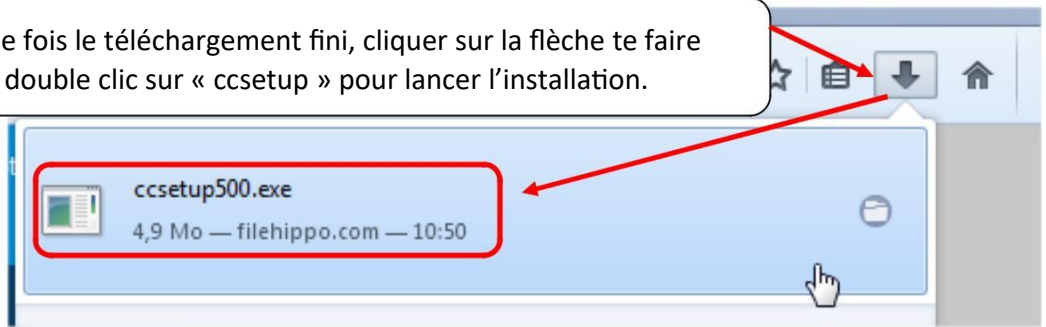 e fois le téléchargement fini, cliquer sur la flèche te faire
double clic sur « ccsetup » pour lancer l’installation.
ccsetup500.exe
4,9 Mo — filehippo.com — 10:50